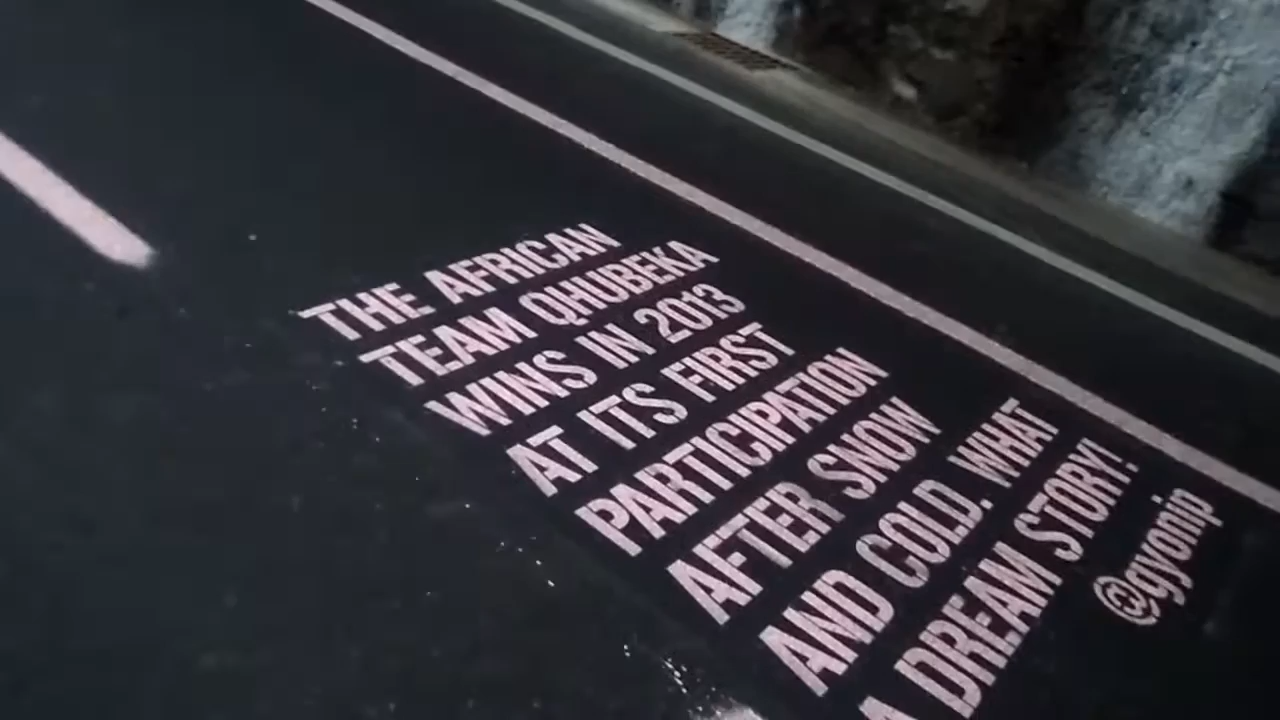 THE AFRICAN
TEAM QHUBEKA
WINS IN 2013
AT ITS FIRST
PARTICIPATION
AFTER SNOW
AND COLD. WHAT
A DREAM STORY!
@gyonip